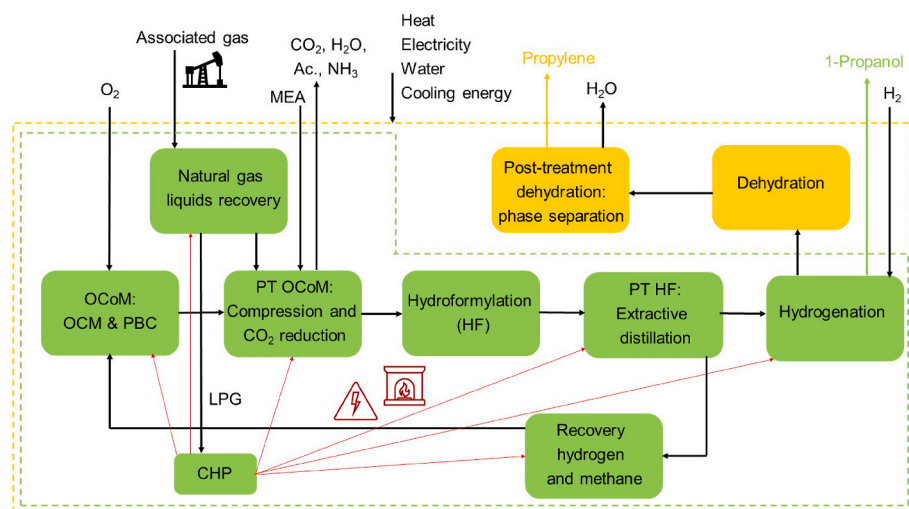 Associated gas
O₂
CO₂, H₂O,
Ac., NH₃
MEA
Heat
Electricity
Water
Cooling energy
Propylene
H₂O
1-Propanol
H₂
Natural gas
liquids recovery
Post-treatment
dehydration:
phase separation
Dehydration
OCoM:
OCM & PBC
PT OCoM:
Compression and
CO₂ reduction
Hydroformylation
(HF)
PT HF:
Extractive
distillation
Hydrogenation
LPG
CHP
Recovery
hydrogen
and methane